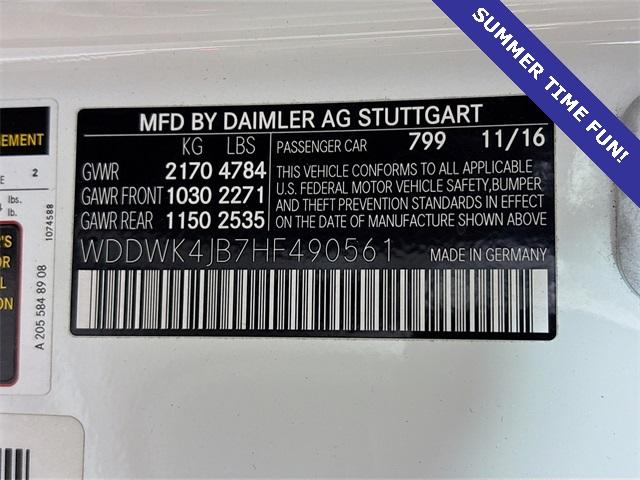 SUMMER TIME FUN!
MFD BY DAIMLER AG STUTTGART
KG LBS
GVWR 2170 4784
GAWR FRONT 1030 2271
GAWR REAR 1150 2535
PASSENGER CAR 799 11/16
THIS VEHICLE CONFORMS TO ALL APPLICABLE
U.S. FEDERAL MOTOR VEHICLE SAFETY,BUMPER
AND THEFT PREVENTION STANDARDS IN EFFECT
ON THE DATE OF MANUFACTURE SHOWN ABOVE
WDDWK4JB7HF490561 MADE IN GERMANY
2
lb.
lb.
1074588
A 205 584 89 08